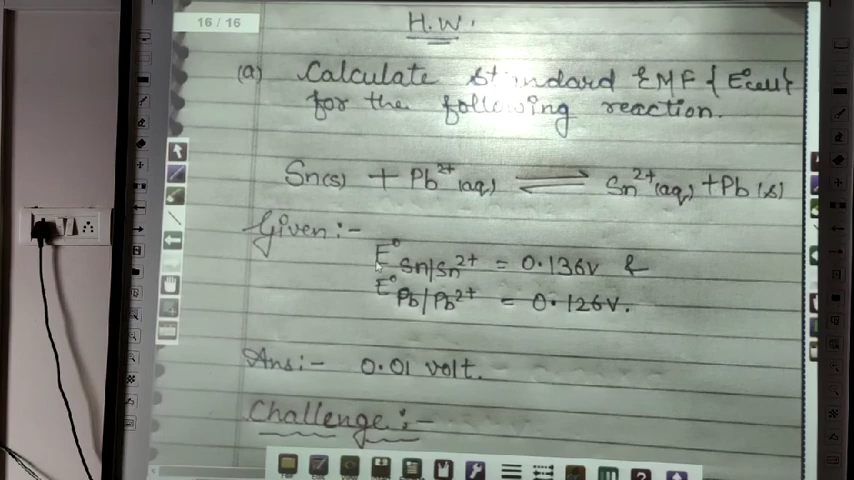 16 / 16
H.W.
(a) Calculate standard EMF {E°cell}
for the following reaction.
Sn(s) + Pb²⁺(aq) ⇌ Sn²⁺(aq) + Pb(s)
Given :-
E° Sn/Sn²⁺ = 0.136V &
E° Pb/Pb²⁺ = 0.126V.
Ans:- 0.01 volt.
Challenge :-